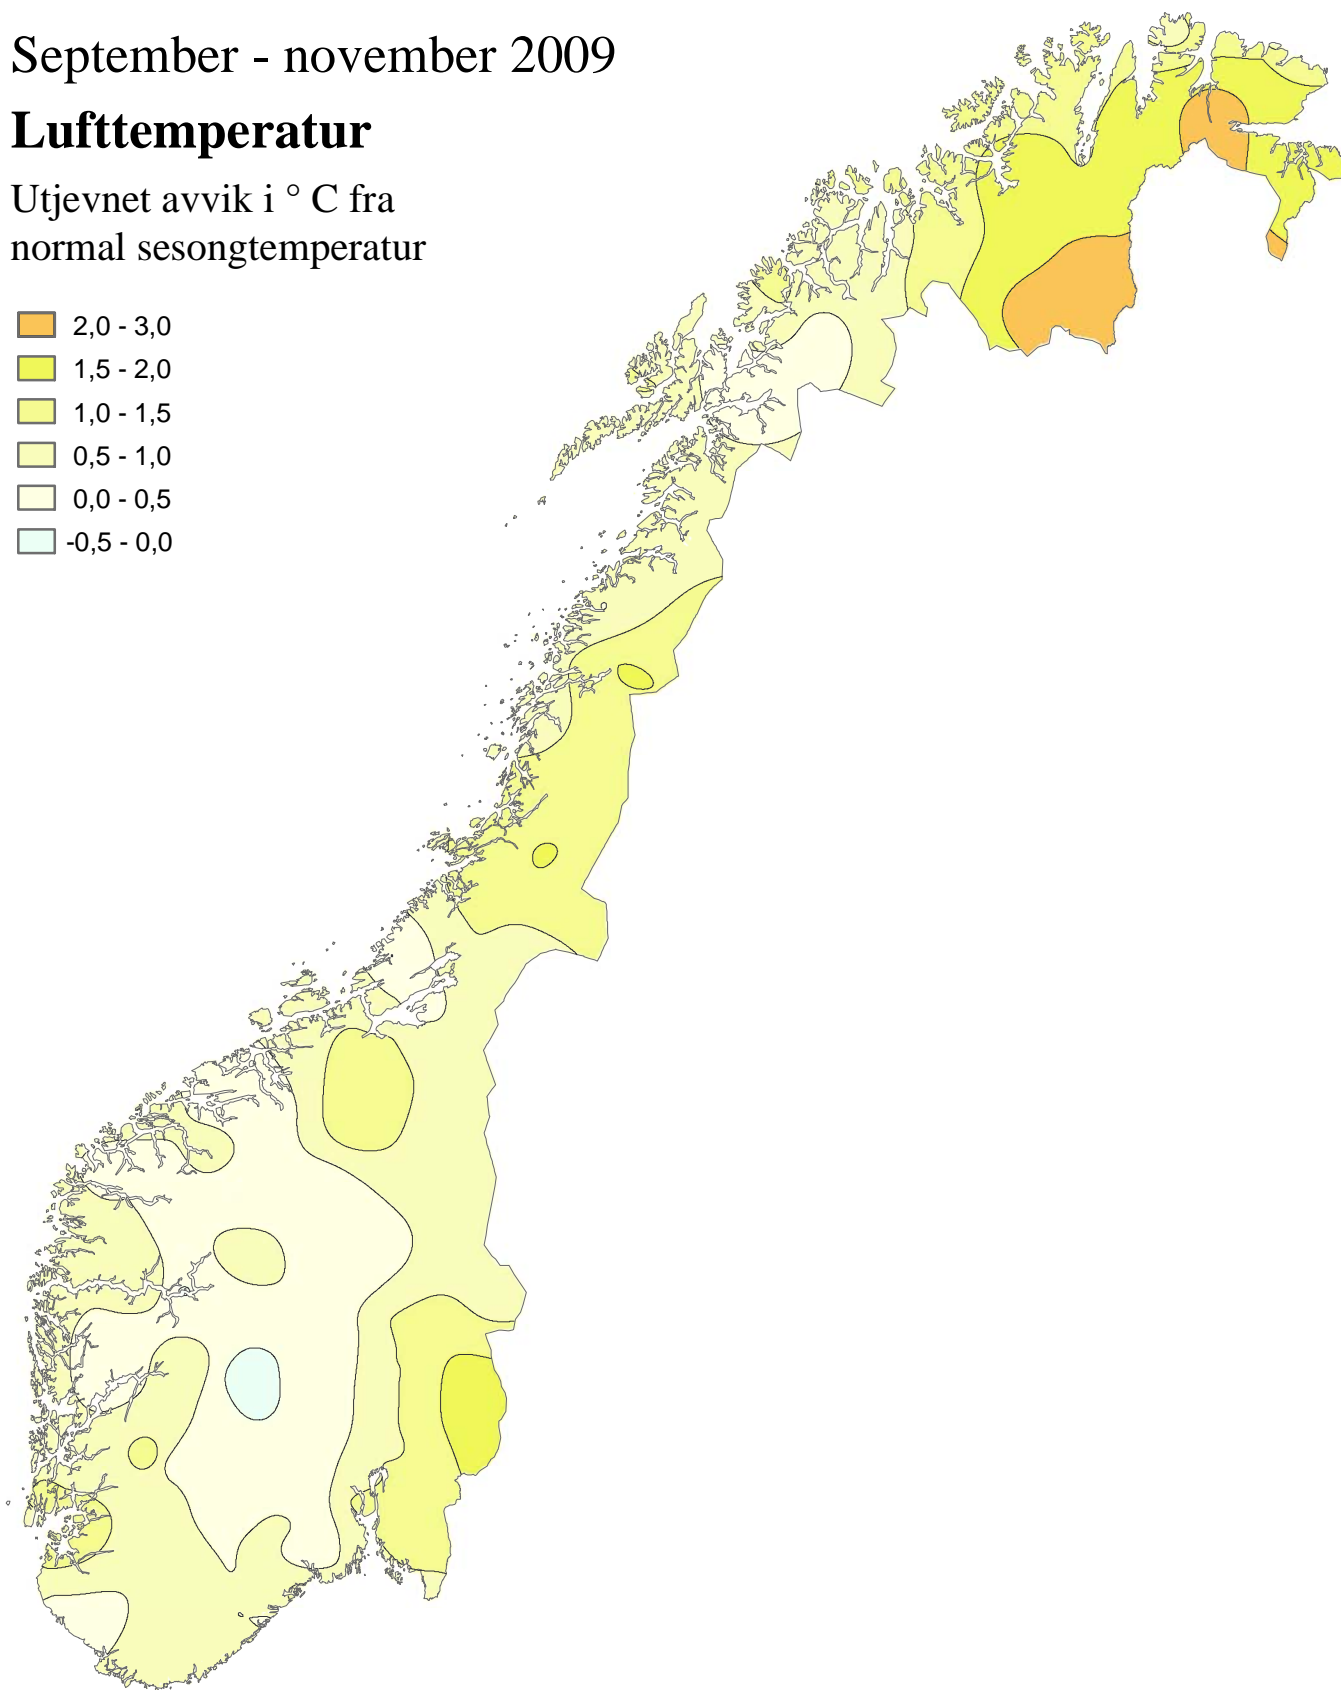 September - november 2009
Lufttemperatur
Utjevnet avvik i ° C fra
normal sesongtemperatur
2,0 - 3,0
1,5 - 2,0
1,0 - 1,5
0,5 - 1,0
0,0 - 0,5
-0,5 - 0,0